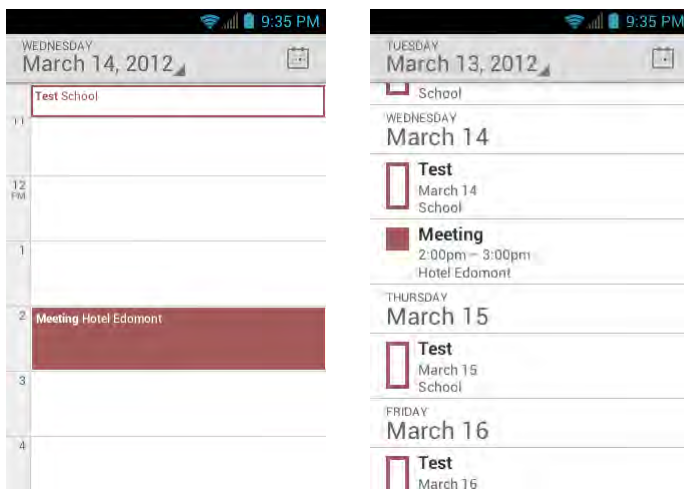 9:35 PM
WEDNESDAY
March 14, 2012
Test School
11
12
PM
1
2
Meeting Hotel Edomont
3
4
9:35 PM
TUESDAY
March 13, 2012
School
WEDNESDAY
March 14
Test
March 14
School
Meeting
2:00pm – 3:00pm
Hotel Edomont
THURSDAY
March 15
Test
March 15
School
FRIDAY
March 16
Test
March 16